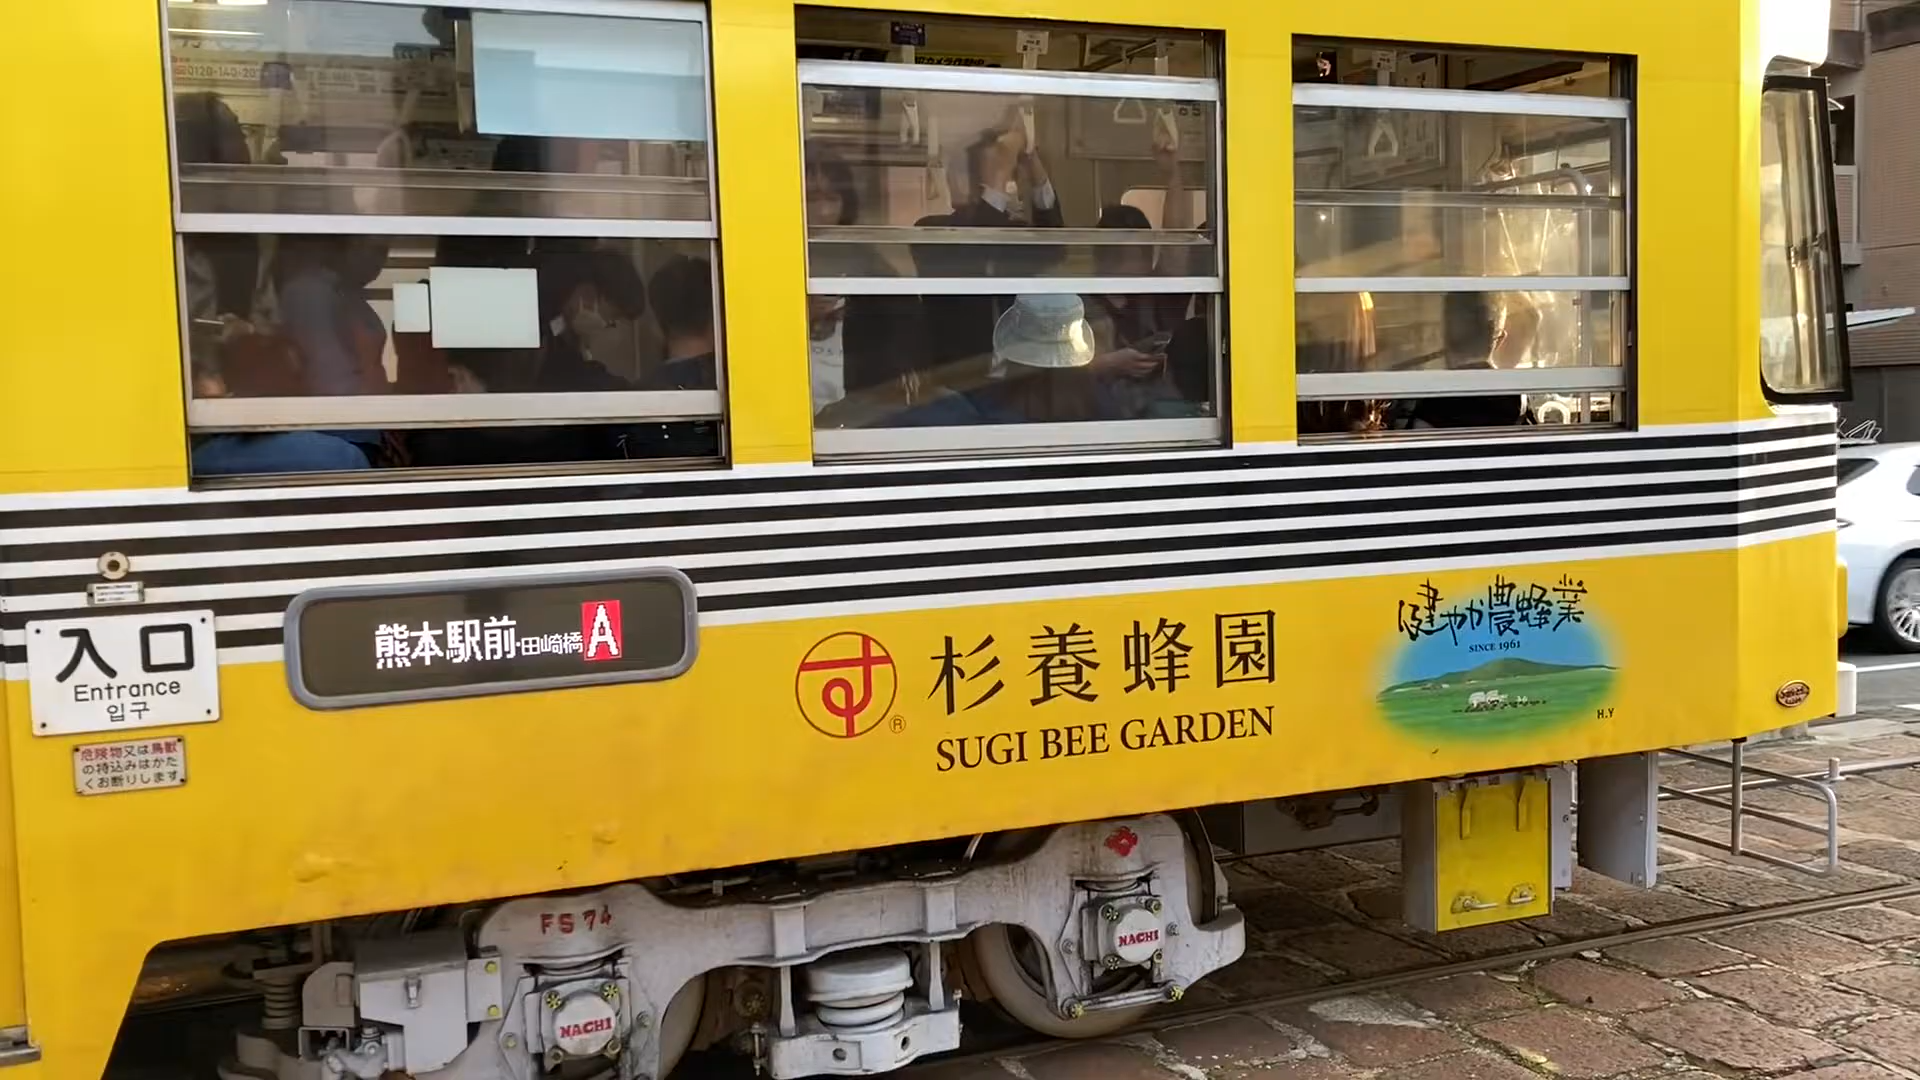 入口
Entrance
입구
危険物又は鳥獣
の持込みはかた
くお断りします
熊本駅前・田崎橋 A
す ®
杉養蜂園
SUGI BEE GARDEN
健やか農蜂業
SINCE 1961
H.Y
FS 74
NACHI
NACHI